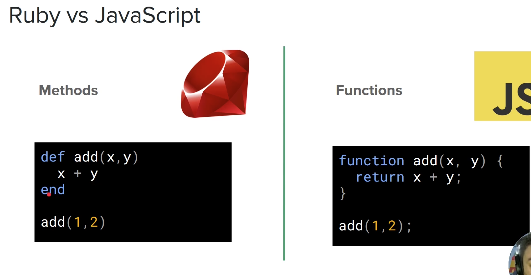 Ruby vs JavaScript
Methods
def add(x,y)
  x + y
end
add(1,2)
Functions
JS
function add(x, y) {
  return x + y;
}
add(1,2);